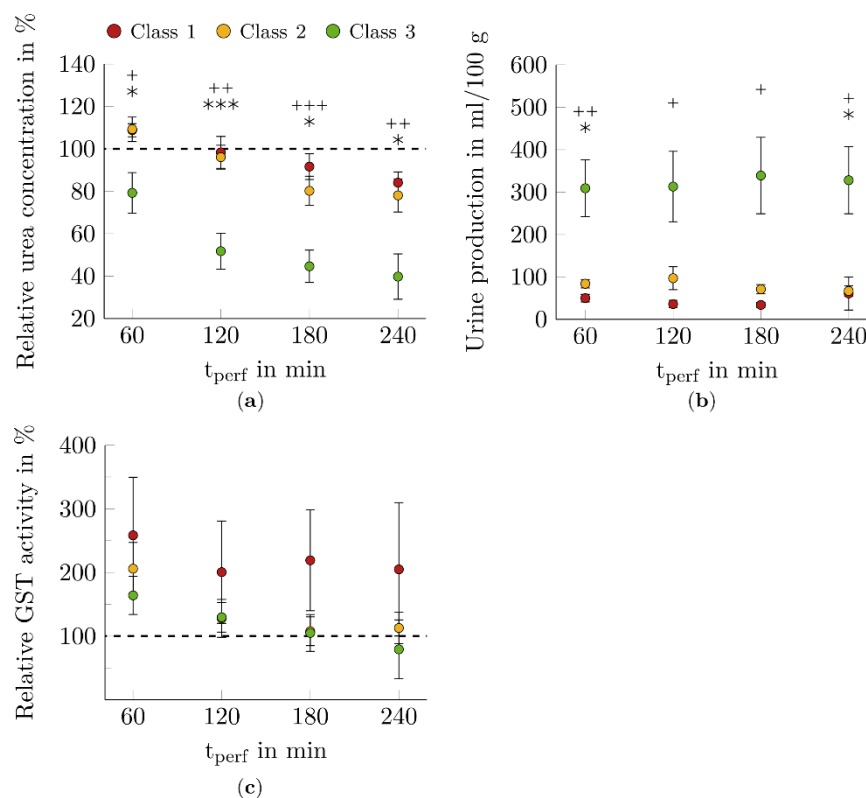 Class 1 Class 2 Class 3
Relative urea concentration in %
140
120
100
80
60
40
20
+
*
++
***
+++
*
++
*
60 120 180 240
t_perf in min
(a)
Urine production in ml/100 g
600
500
400
300
200
100
0
++
*
+
+
+
*
60 120 180 240
t_perf in min
(b)
Relative GST activity in %
400
300
200
100
60 120 180 240
t_perf in min
(c)